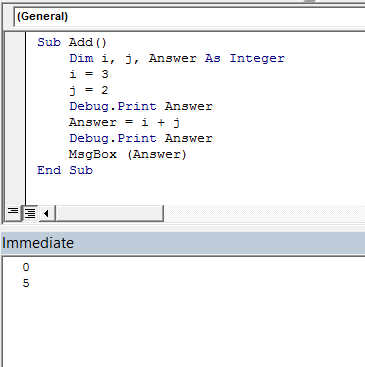 (General)
Sub Add()
Dim i, j, Answer As Integer
i = 3
j = 2
Debug.Print Answer
Answer = i + j
Debug.Print Answer
MsgBox (Answer)
End Sub
Immediate
0
5